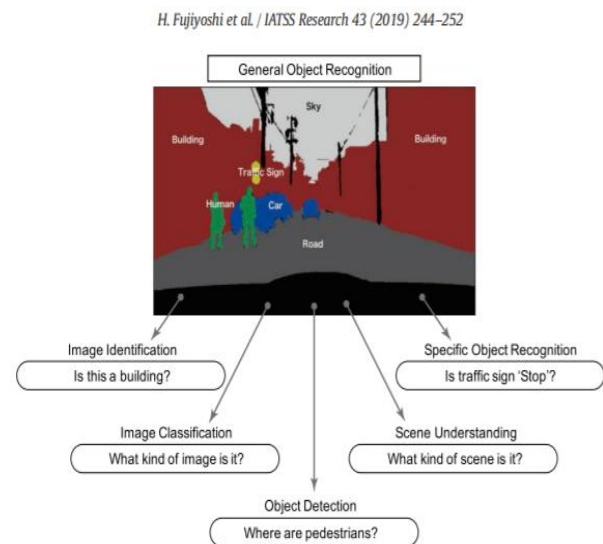 H. Fujiyoshi et al. / IATSS Research 43 (2019) 244–252
General Object Recognition
Sky
Building
Building
Traffic Sign
Human
Car
Road
Image Identification
Is this a building?
Specific Object Recognition
Is traffic sign ‘Stop’?
Image Classification
What kind of image is it?
Scene Understanding
What kind of scene is it?
Object Detection
Where are pedestrians?